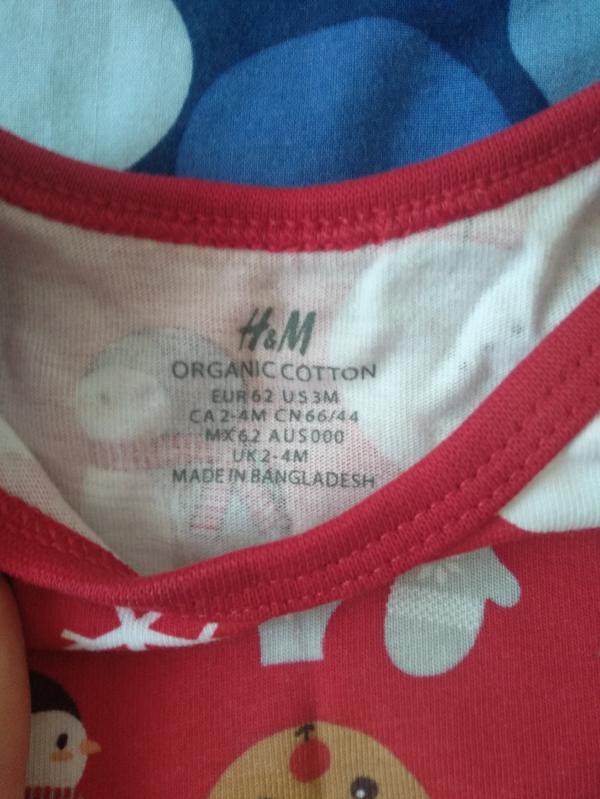 H&M
ORGANIC COTTON
EUR 62 US 3M
CA 2-4M CN 66/44
MX 62 AUS 000
UK 2-4M
MADE IN BANGLADESH